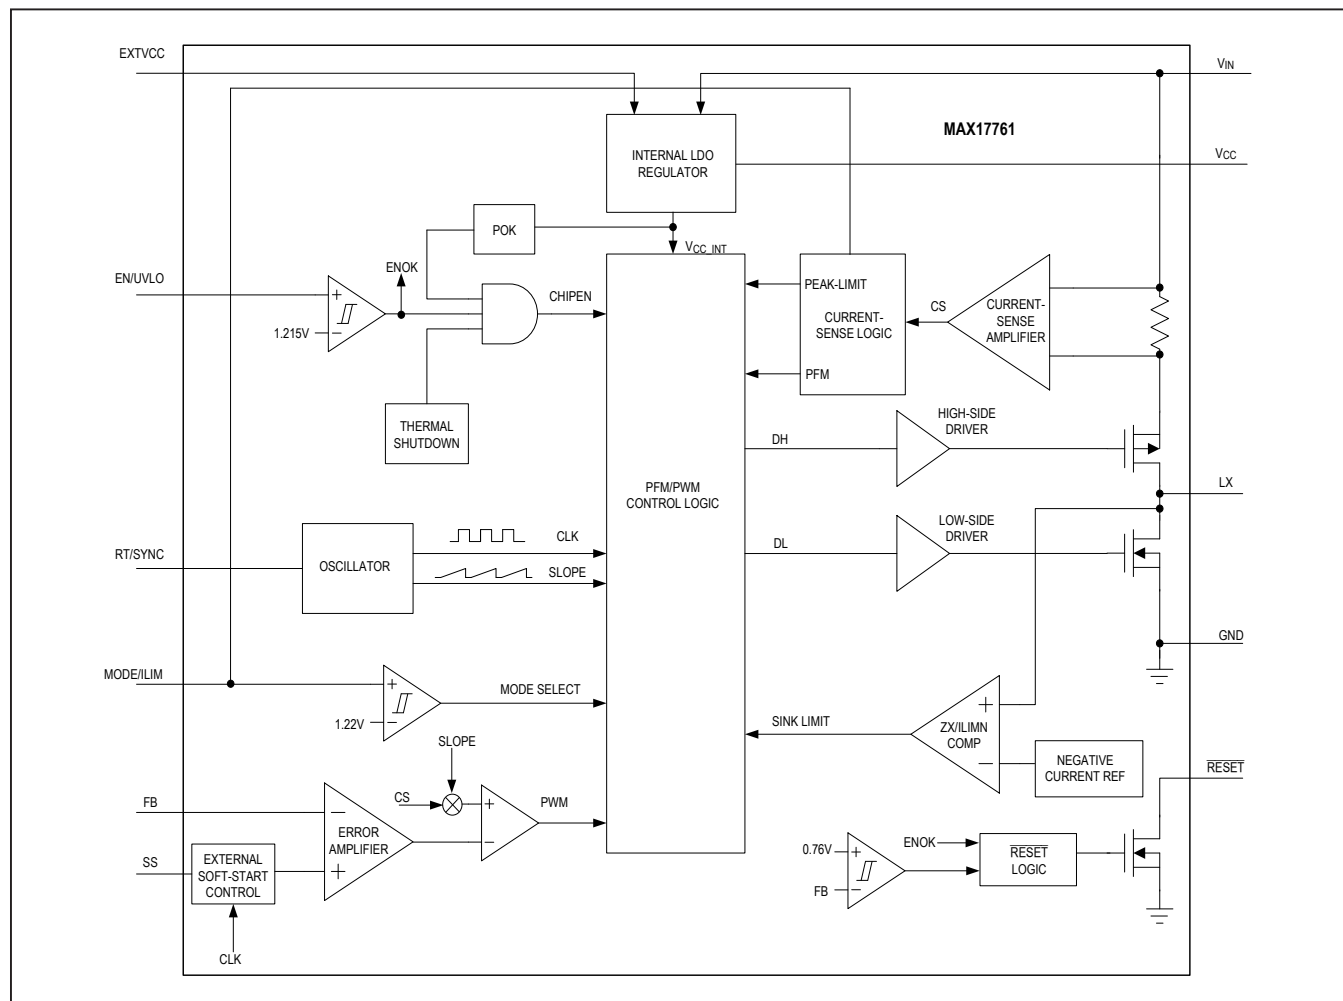 EXTVCC
VIN
MAX17761
INTERNAL LDO
REGULATOR
VCC
POK
VCC_INT
ENOK
EN/UVLO
+
1.215V
−
CHIPEN
PEAK-LIMIT
CURRENT-
SENSE LOGIC
PFM
CS
CURRENT-
SENSE
AMPLIFIER
THERMAL
SHUTDOWN
HIGH-SIDE
DRIVER
DH
PFM/PWM
CONTROL LOGIC
LX
LOW-SIDE
DRIVER
DL
RT/SYNC
OSCILLATOR
CLK
SLOPE
GND
MODE/ILIM
+
1.22V
−
MODE SELECT
SINK LIMIT
+
ZX/ILIMN
COMP
−
NEGATIVE
CURRENT REF
RESET
SLOPE
CS
+
−
PWM
FB
−
ERROR
AMPLIFIER
+
SS
EXTERNAL
SOFT-START
CONTROL
CLK
0.76V
+
FB
−
ENOK
RESET
LOGIC